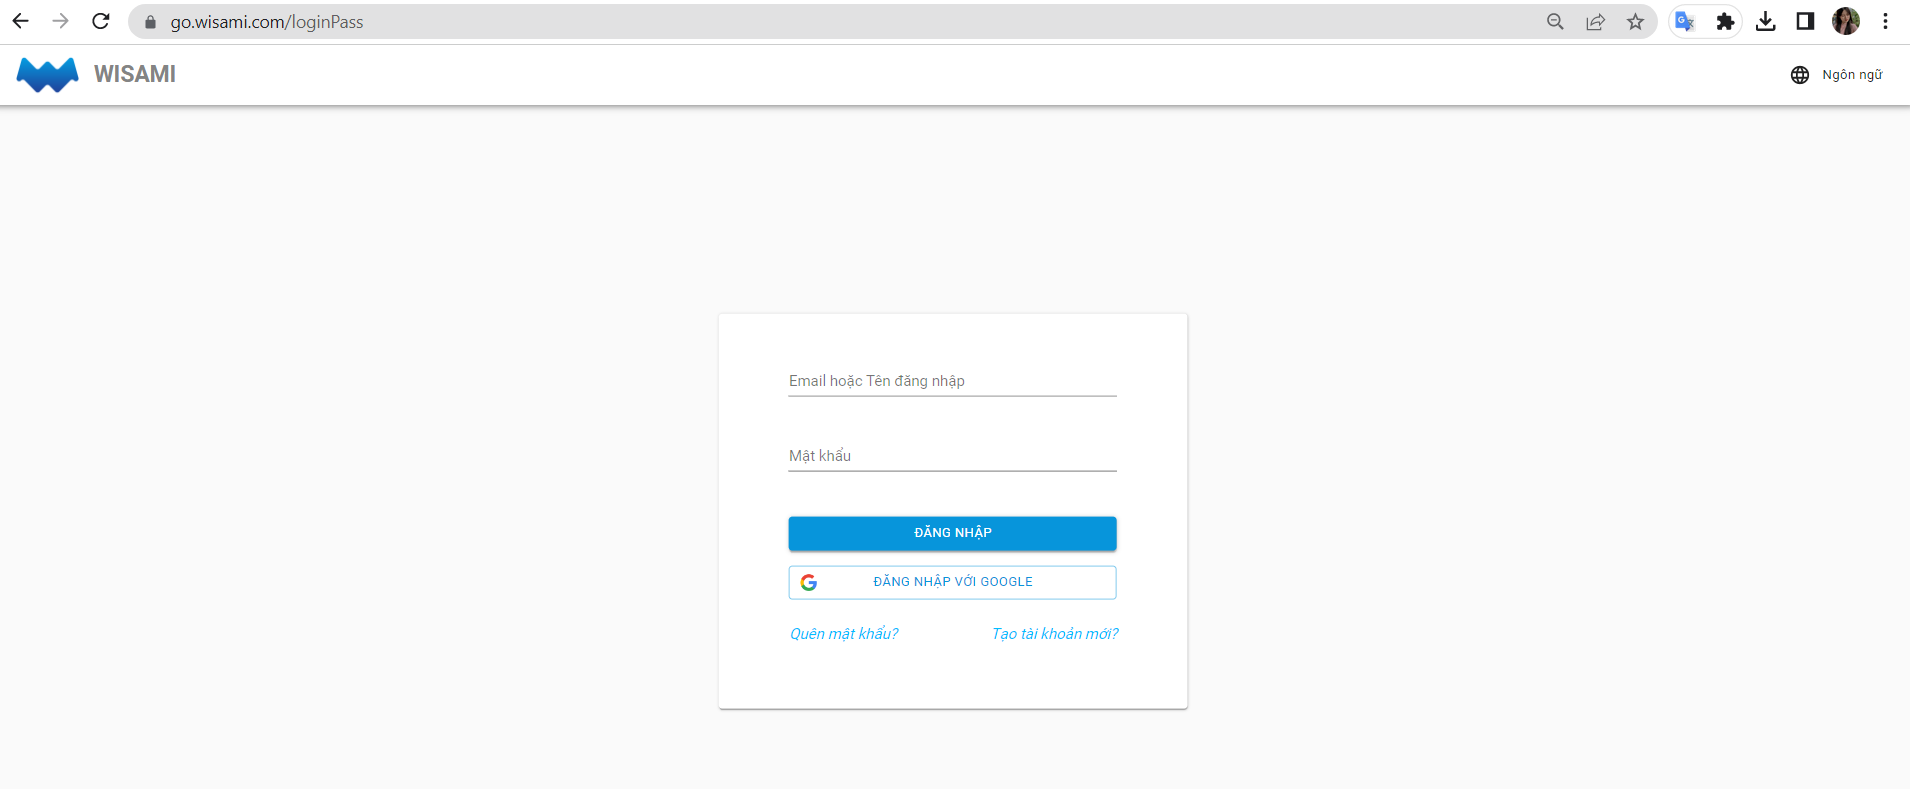 go.wisami.com/loginPass
WISAMI
Ngôn ngữ
Email hoặc Tên đăng nhập
Mật khẩu
ĐĂNG NHẬP
ĐĂNG NHẬP VỚI GOOGLE
Quên mật khẩu?
Tạo tài khoản mới?